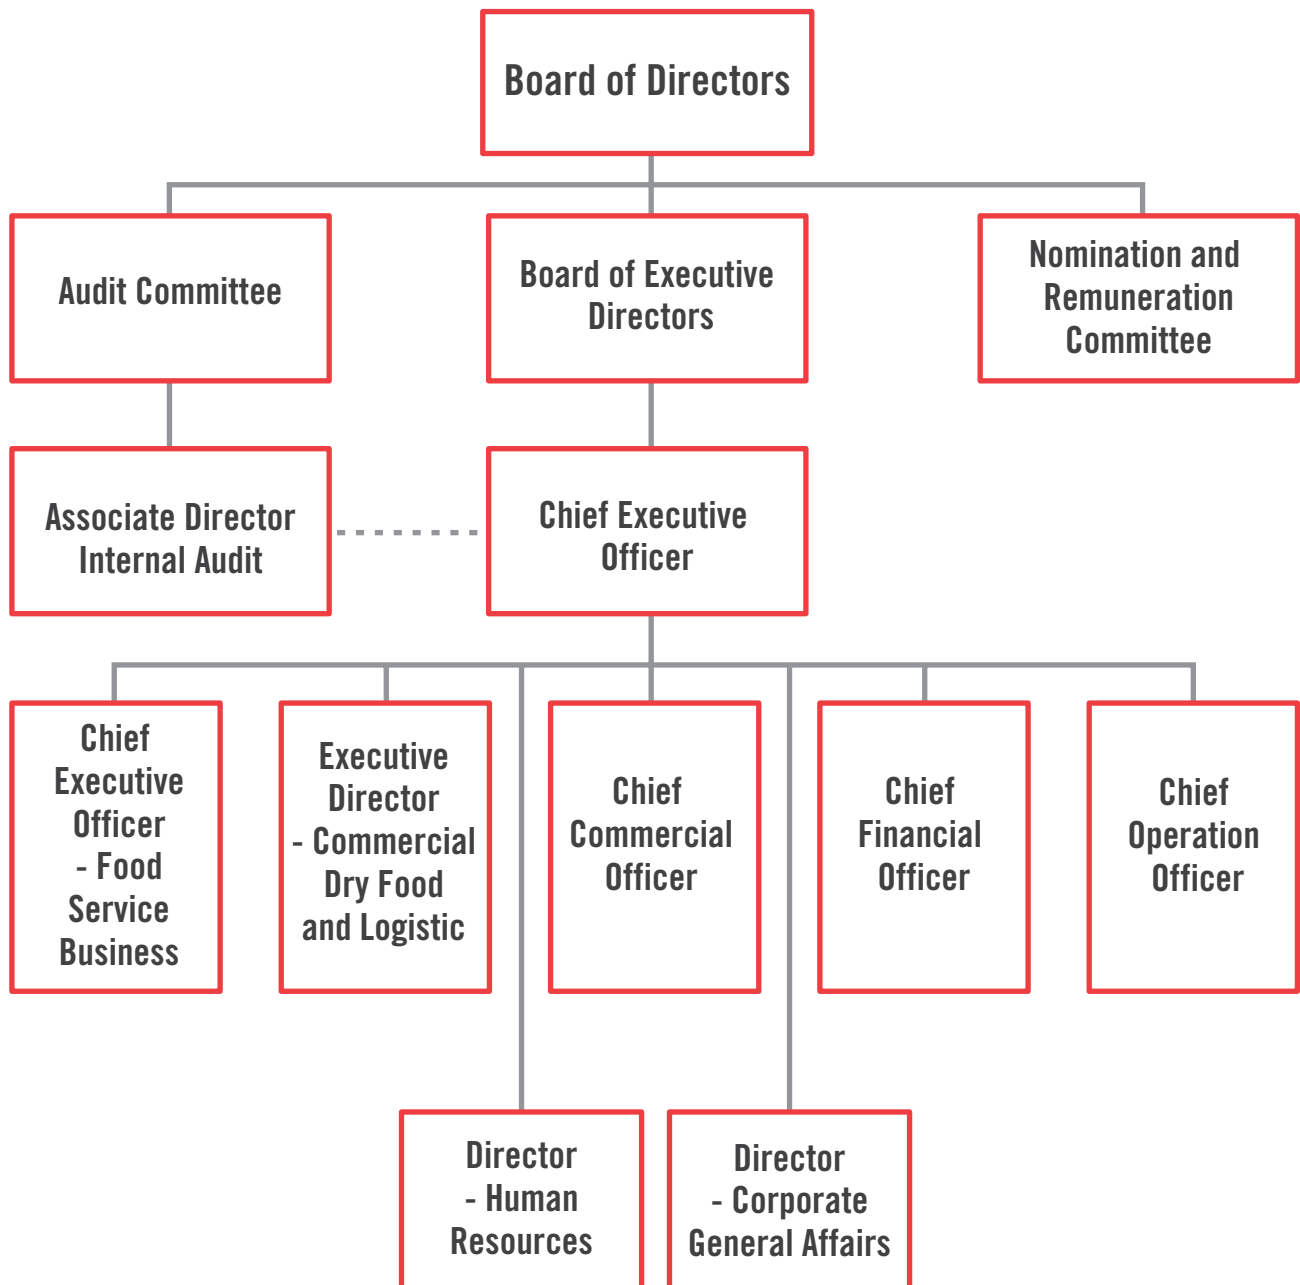 Board of Directors
Audit Committee
Board of Executive
Directors
Nomination and
Remuneration
Committee
Associate Director
Internal Audit
Chief Executive
Officer
Chief
Executive
Officer
- Food
Service
Business
Executive
Director
- Commercial
Dry Food
and Logistic
Chief
Commercial
Officer
Chief
Financial
Officer
Chief
Operation
Officer
Director
- Human
Resources
Director
- Corporate
General Affairs